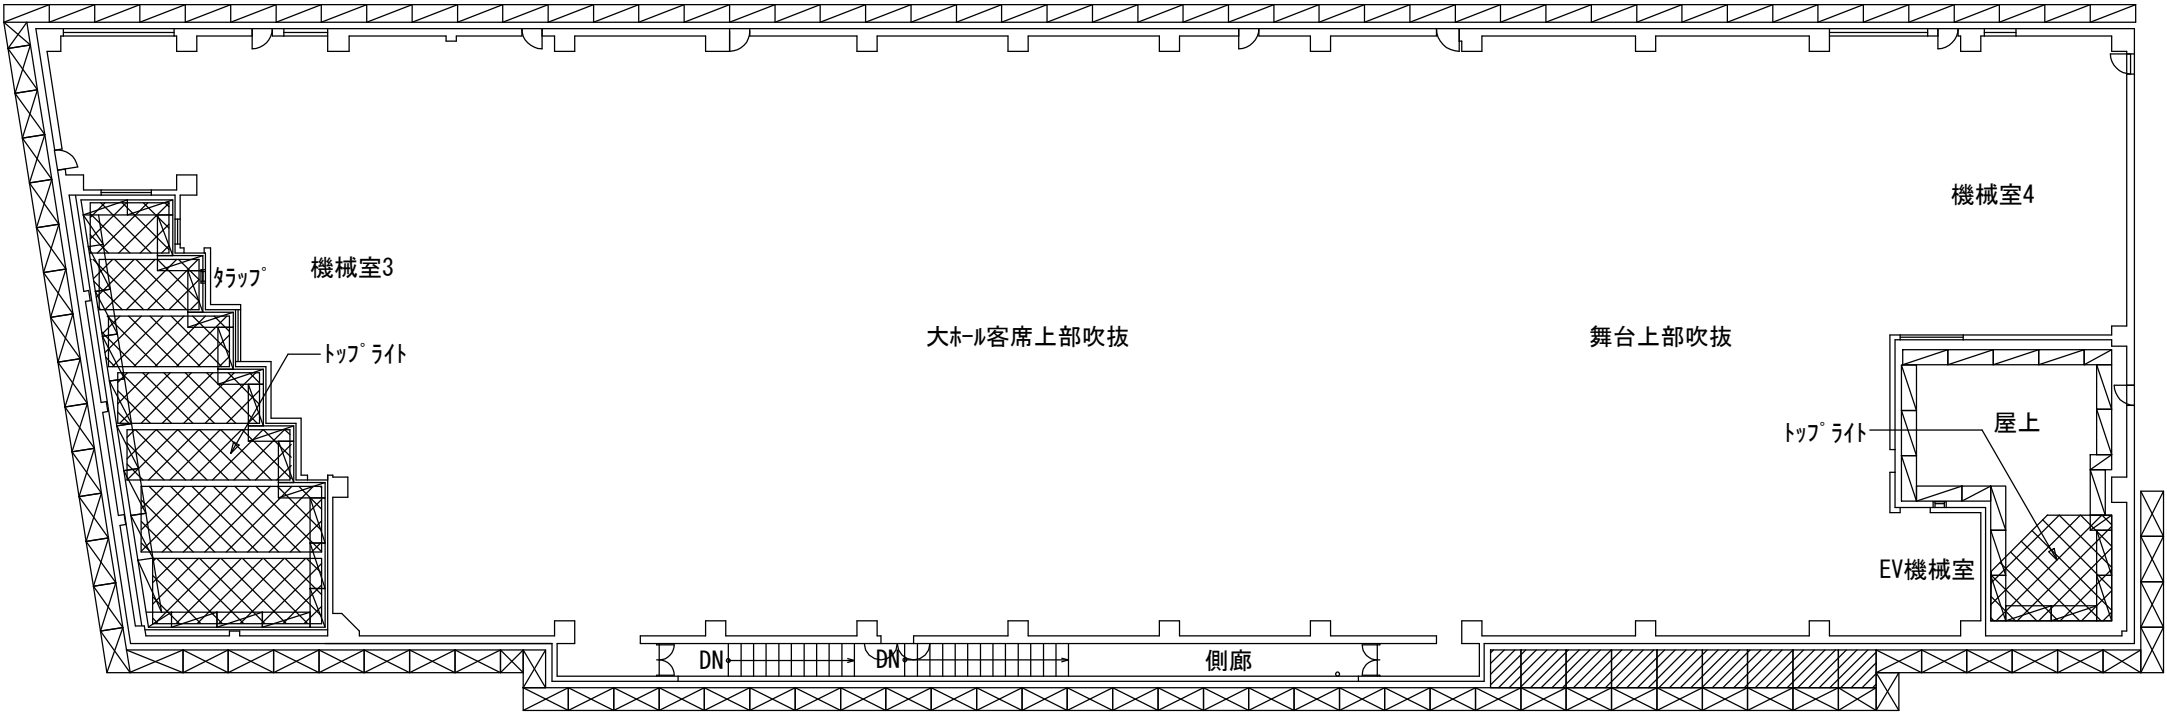 機械室4
機械室3
タラップ
大ホール客席上部吹抜
舞台上部吹抜
トップライト
屋上
トップライト
EV機械室
DN
DN
側廊